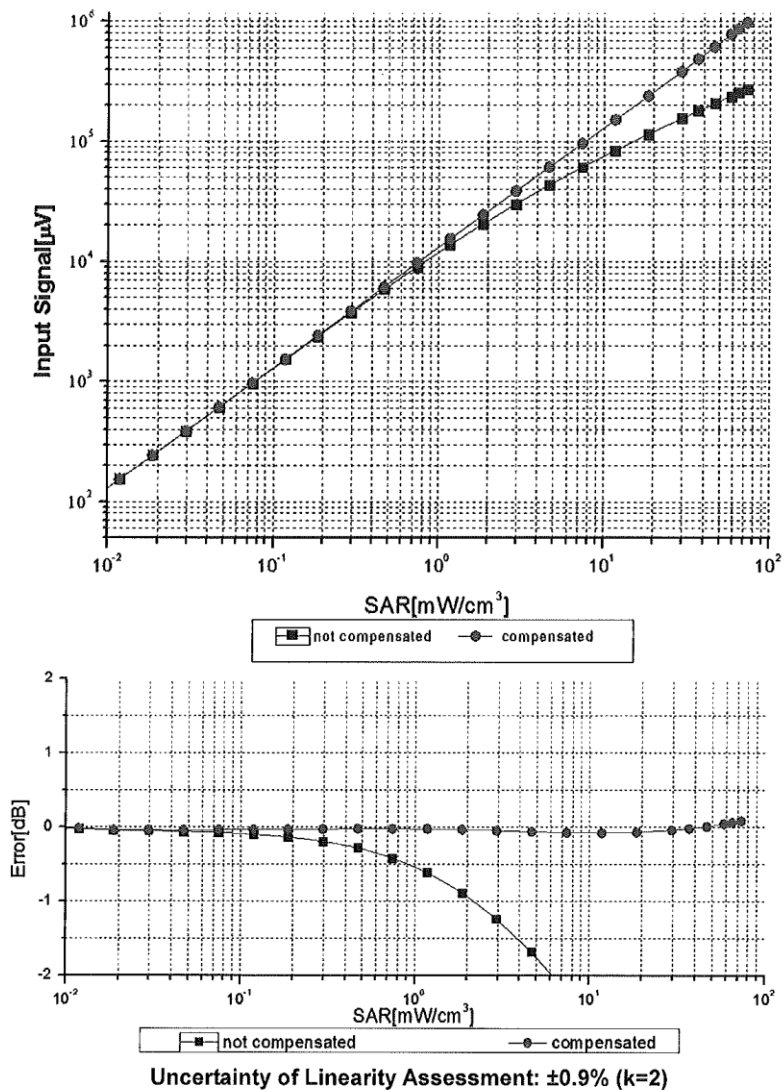 10⁶
10⁵
10⁴
10³
10²
Input Signal[µV]
10⁻² 10⁻¹ 10⁰ 10¹ 10²
SAR[mW/cm³]
not compensated compensated
2
1
0
-1
-2
Error[dB]
10⁻² 10⁻¹ 10⁰ 10¹ 10²
SAR[mW/cm³]
not compensated compensated
Uncertainty of Linearity Assessment: ±0.9% (k=2)